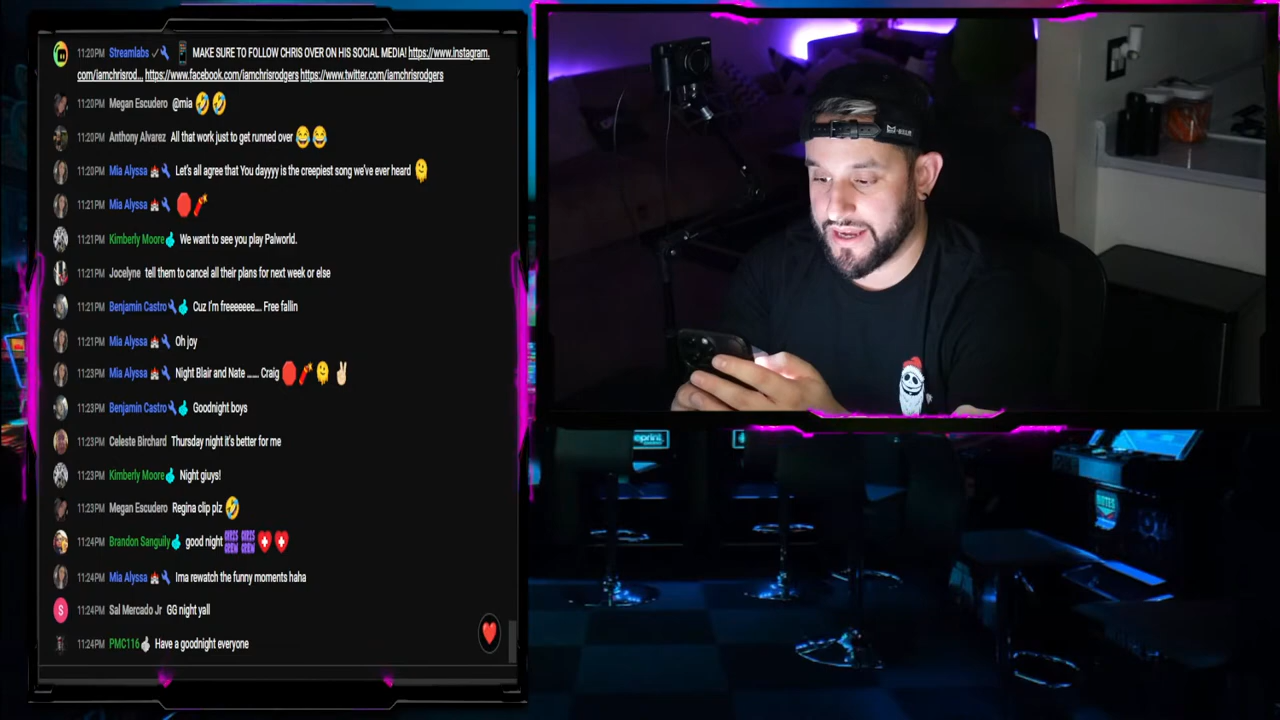 11:20PM Streamlabs MAKE SURE TO FOLLOW CHRIS OVER ON HIS SOCIAL MEDIA! https://www.instagram.
com/iamchrisrod... https://www.facebook.com/iamchrisrodgers https://www.twitter.com/iamchrisrodgers
11:20PM Megan Escudero @mia 🤣 🤣
11:20PM Anthony Alvarez All that work just to get runned over 😂 😂
11:20PM Mia Alyssa Let's all agree that You dayyyy is the creepiest song we've ever heard 🫠
11:21PM Mia Alyssa 🛑 🧨
11:21PM Kimberly Moore We want to see you play Palworld.
11:21PM Jocelyne tell them to cancel all their plans for next week or else
11:21PM Benjamin Castro Cuz I'm freeeeeee.... Free fallin
11:21PM Mia Alyssa Oh joy
11:23PM Mia Alyssa Night Blair and Nate ...... Craig 🛑 🧨 🫠 ✌🏼
11:23PM Benjamin Castro Goodnight boys
11:23PM Celeste Birchard Thursday night it's better for me
11:23PM Kimberly Moore Night giuys!
11:23PM Megan Escudero Regina clip plz 🤣
11:24PM Brandon Sanguily good night
11:24PM Mia Alyssa Ima rewatch the funny moments haha
S 11:24PM Sal Mercado Jr GG night yall
11:24PM PMC116 Have a goodnight everyone